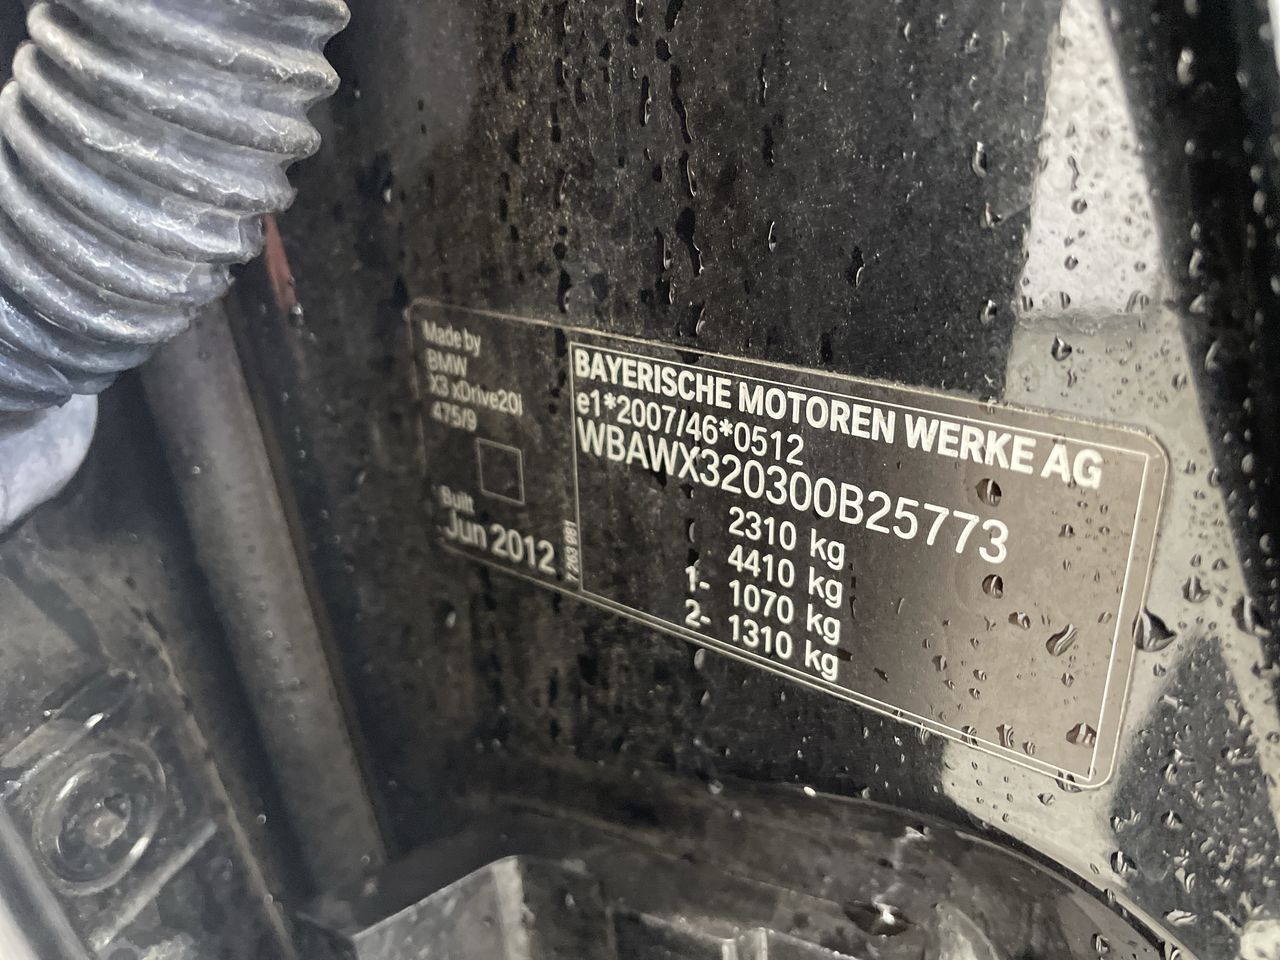 Made by
BMW
X3 xDrive20i
475/9
Built
Jun 2012
BAYERISCHE MOTOREN WERKE AG
e1*2007/46*0512
WBAWX320300B25773
2310 kg
4410 kg
1- 1070 kg
2- 1310 kg